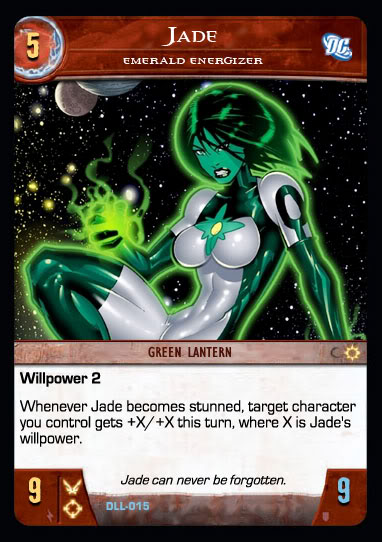 5
JADE
EMERALD ENERGIZER
DC
GREEN LANTERN
Willpower 2
Whenever Jade becomes stunned, target character
you control gets +X/+X this turn, where X is Jade's
willpower.
Jade can never be forgotten.
9
DLL-015
9